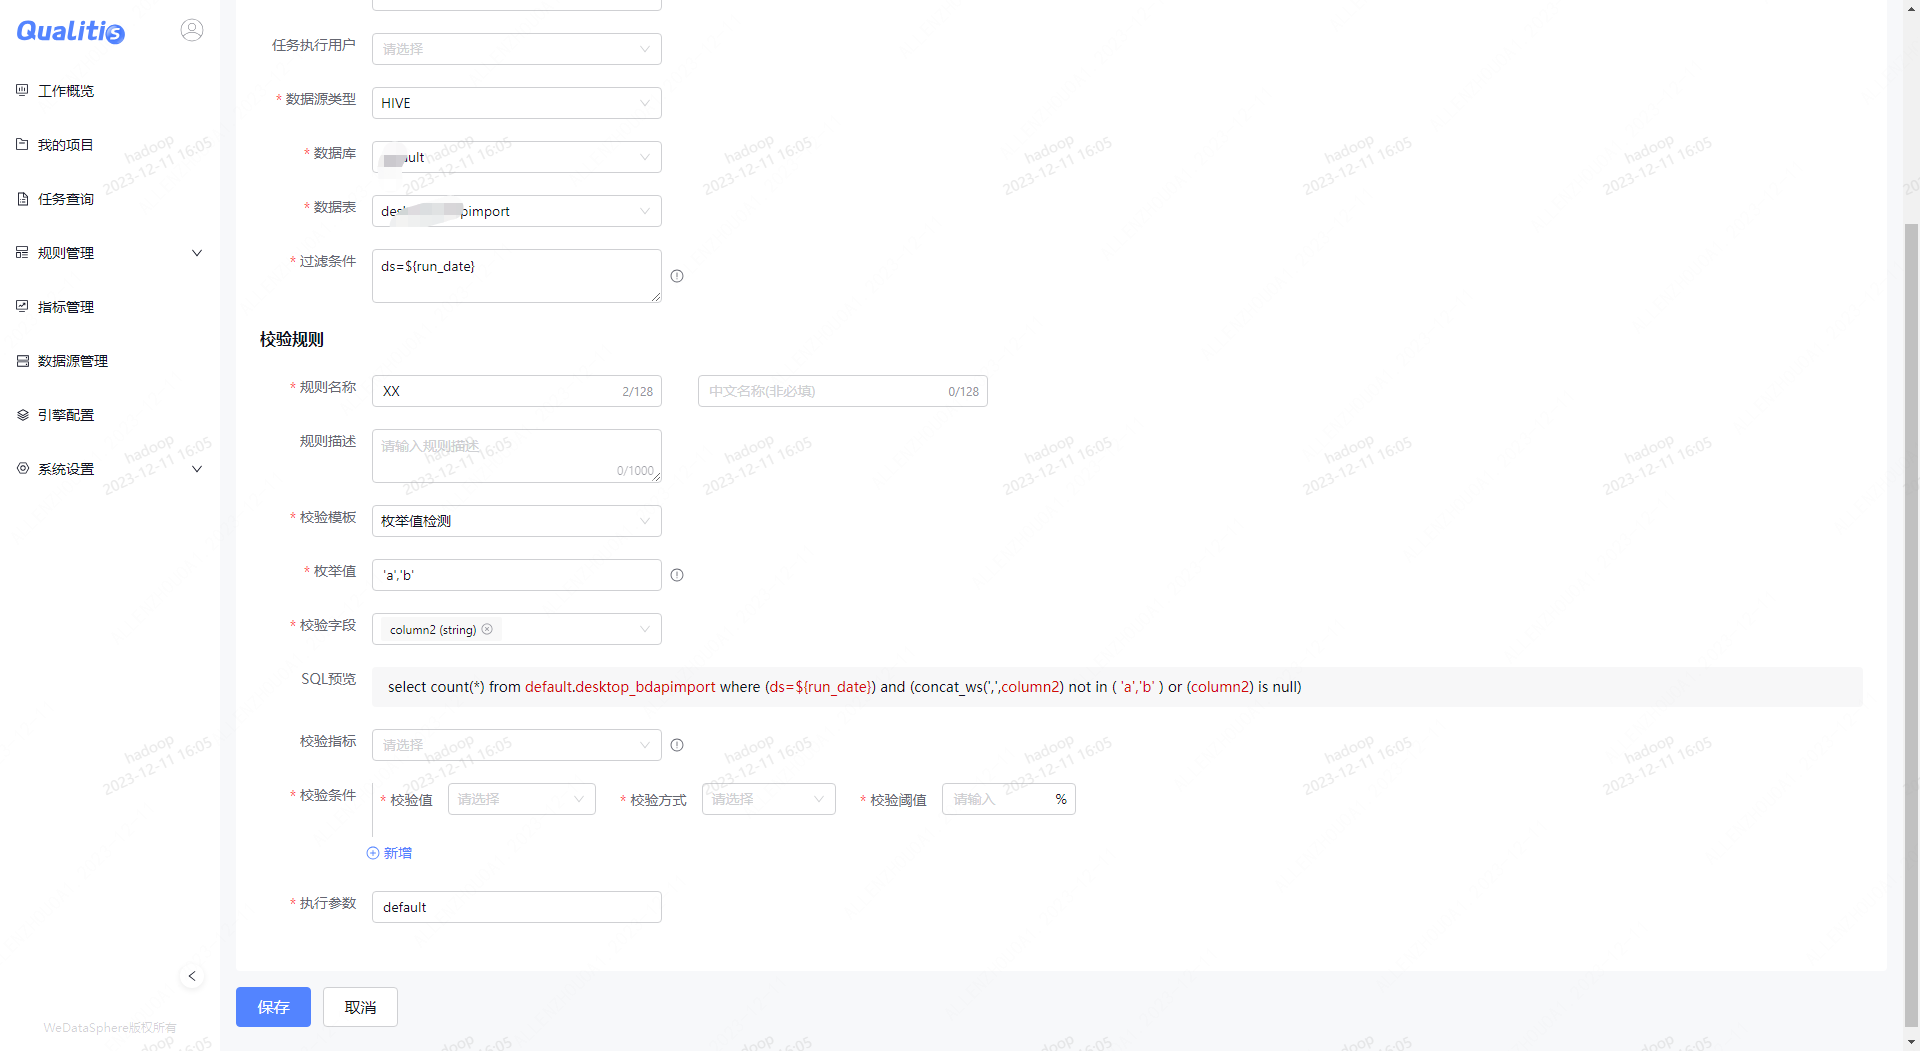 Qualitis
工作概览
我的项目
任务查询
规则管理
指标管理
数据源管理
引擎配置
系统设置
WeDataSphere版权所有
任务执行用户 请选择
* 数据源类型 HIVE
* 数据库 ult
* 数据表 des pimport
* 过滤条件 ds=${run_date}
校验规则
* 规则名称 XX 2/128 中文名称(非必填) 0/128
规则描述 请输入规则描述 0/1000
* 校验模板 枚举值检测
* 枚举值 'a','b'
* 校验字段 column2 (string)
SQL预览 select count(*) from default.desktop_bdapimport where (ds=${run_date}) and (concat_ws(',',column2) not in ( 'a','b' ) or (column2) is null)
校验指标 请选择
* 校验条件 * 校验值 请选择 * 校验方式 请选择 * 校验阈值 请输入 %
新增
* 执行参数 default
保存 取消
hadoop
2023-12-11 16:05